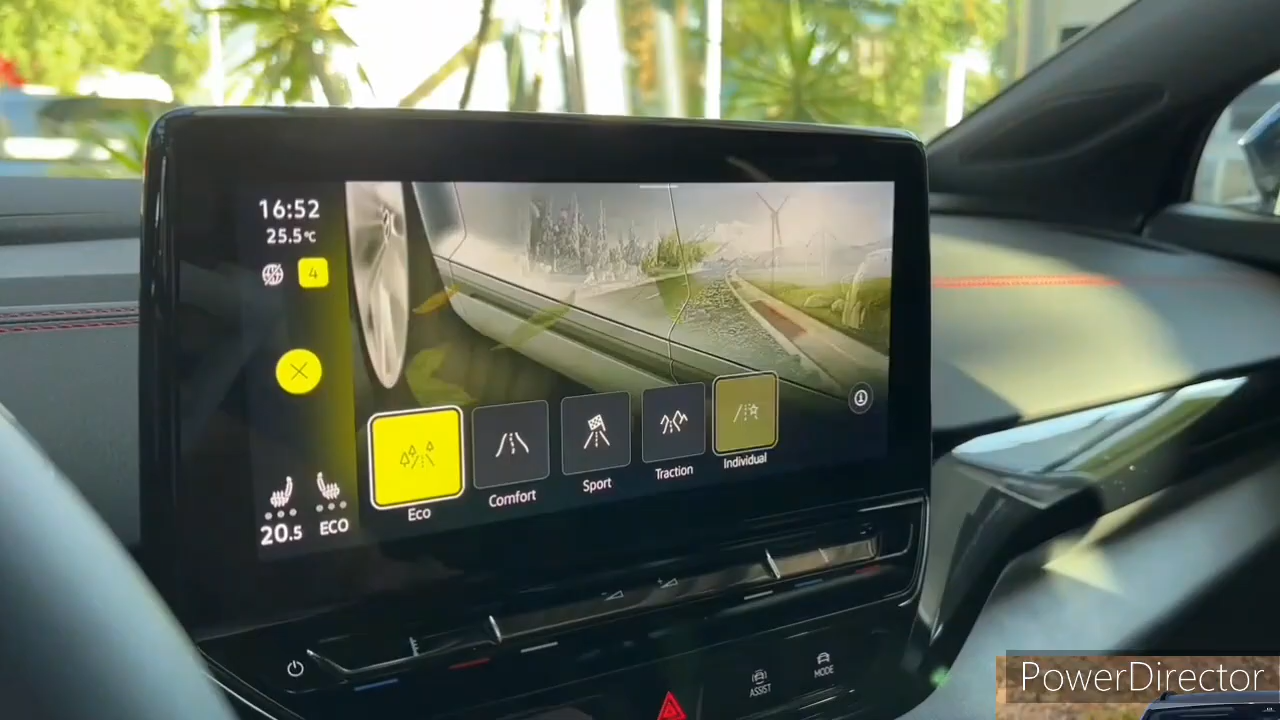 16:52
25.5°C
4
Eco
Comfort
Sport
Traction
Individual
20.5
ECO
ASSIST
MODE
PowerDirector